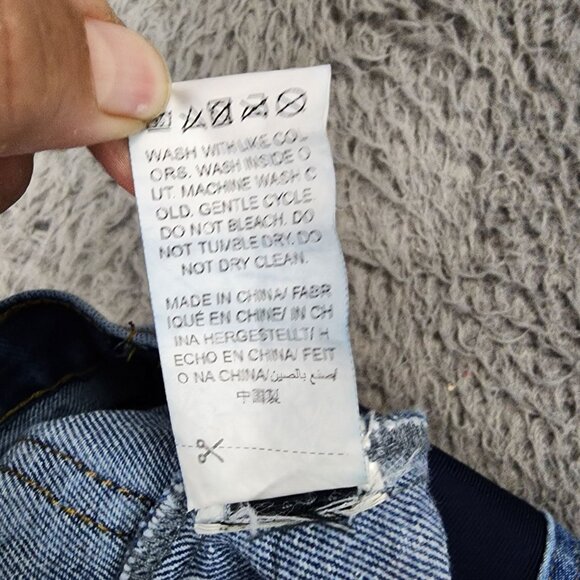 WASH WITH LIKE COL
ORS. WASH INSIDE O
UT. MACHINE WASH C
OLD. GENTLE CYCLE.
DO NOT BLEACH. DO
NOT TUMBLE DRY. DO
NOT DRY CLEAN.
MADE IN CHINA/ FABR
IQUÉ EN CHINE/ IN CH
INA HERGESTELLT/ H
ECHO EN CHINA/ FEIT
O NA CHINA/صنع بالصين/
中國製